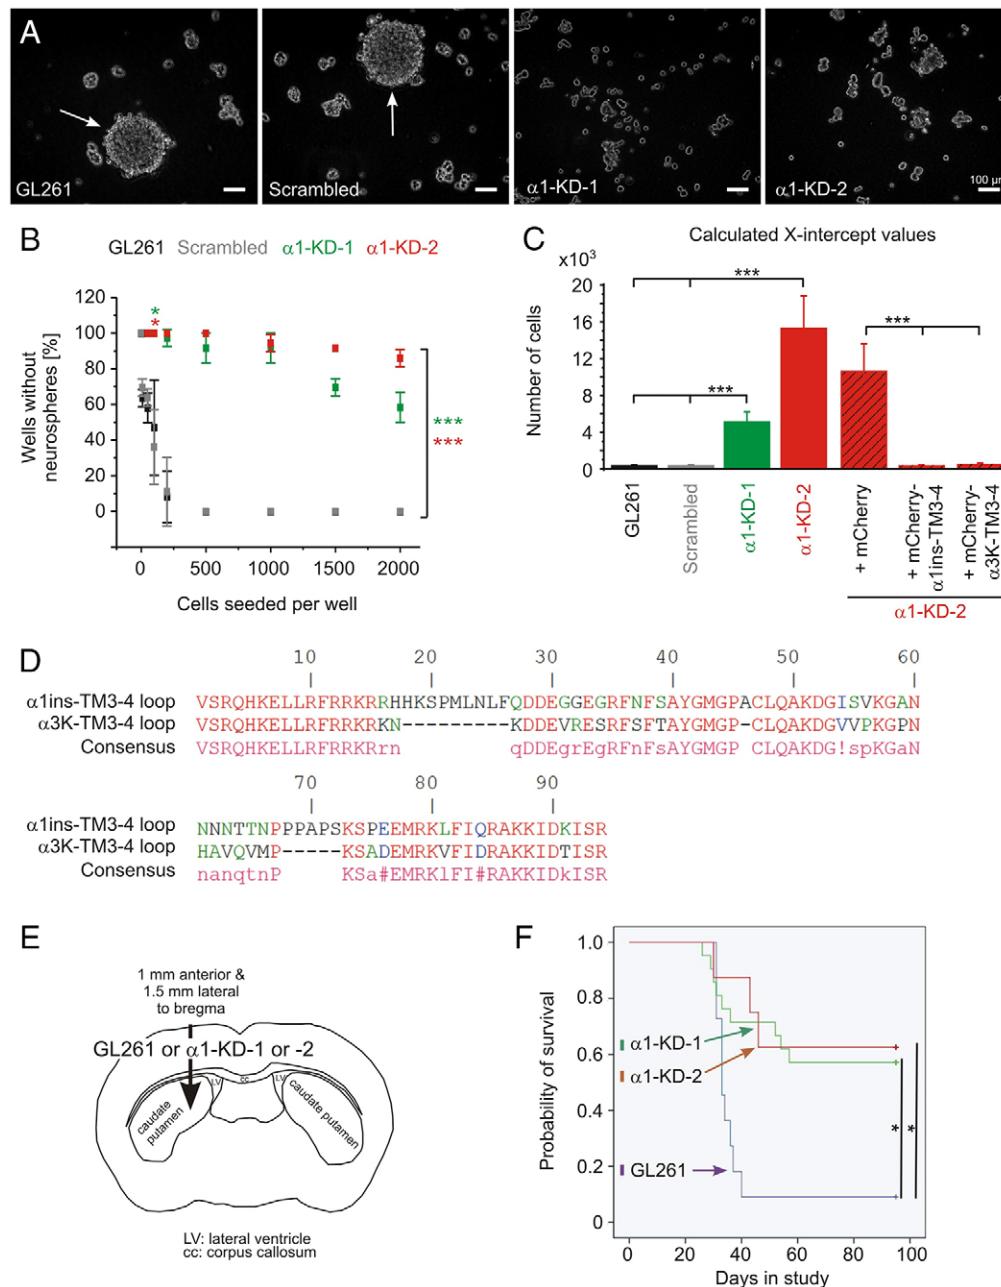 A
GL261
Scrambled
α1-KD-1
α1-KD-2
100 µm
B
GL261 Scrambled α1-KD-1 α1-KD-2
120
100
80
60
40
20
0
Wells without
neurospheres [%]
*
*
***
***
0 500 1000 1500 2000
Cells seeded per well
C
Calculated X-intercept values
x10³
20
16
12
8
4
0
Number of cells
***
***
***
GL261
Scrambled
α1-KD-1
α1-KD-2
+ mCherry
+ mCherry-
α1ins-TM3-4
+ mCherry-
α3K-TM3-4
α1-KD-2
D
10 20 30 40 50 60
α1ins-TM3-4 loop VSRQHKELLRFRRKRRHHKSPMLNLFQDDEGGEGRFNFSAYGMGPACLQAKDGISVKGAN
α3K-TM3-4 loop VSRQHKELLRFRRKRKN---------KDDEVRESRFSFTAYGMGP-CLQAKDGVVPKGPN
Consensus VSRQHKELLRFRRKRrn qDDEgrEgRFnFsAYGMGP CLQAKDG!spKGaN
70 80 90
α1ins-TM3-4 loop NNNTTNPPPAPSKSPEEMRKLFIQRAKKIDKISR
α3K-TM3-4 loop HAVQVMP-----KSADEMRKVFIDRAKKIDTISR
Consensus nanqtnP KSa#EMRKlFI#RAKKIDkISR
E
1 mm anterior &
1.5 mm lateral
to bregma
GL261 or α1-KD-1 or -2
LV cc LV
caudate
putamen
caudate putamen
LV: lateral ventricle
cc: corpus callosum
F
1.0
0.8
0.6
0.4
0.2
0
Probability of survival
α1-KD-1
α1-KD-2
GL261
* *
0 20 40 60 80 100
Days in study